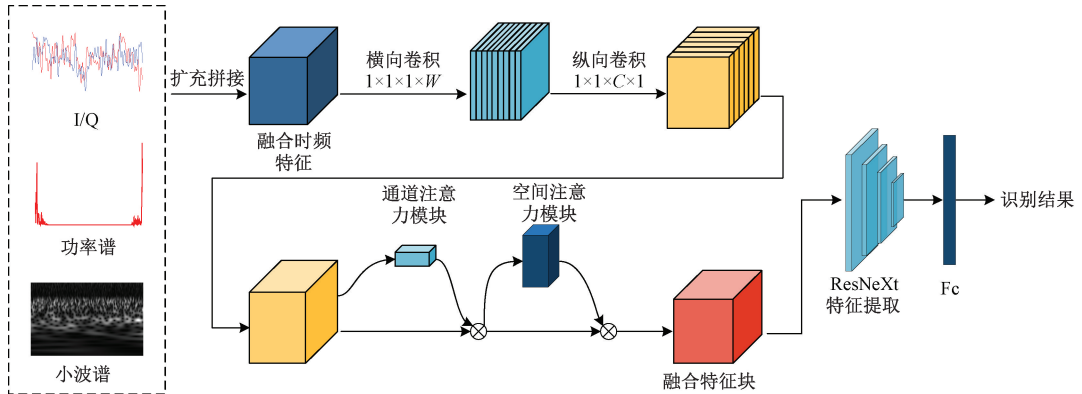 I/Q
功率谱
小波谱
扩充拼接
融合时频
特征
横向卷积
1×1×1×W
纵向卷积
1×1×C×1
通道注意
力模块
空间注意
力模块
融合特征块
ResNeXt
特征提取
Fc
识别结果